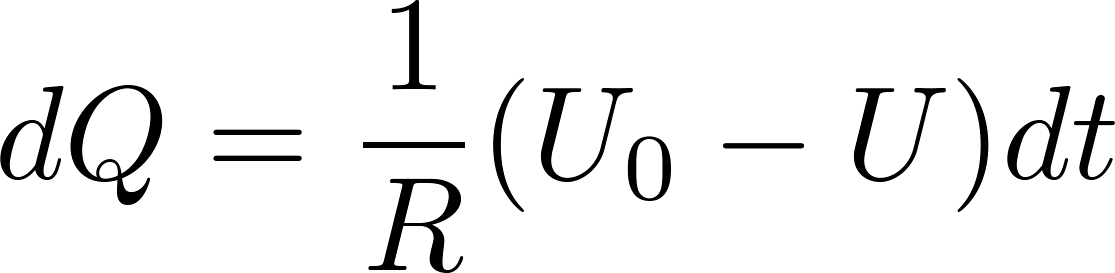 dQ = \frac{1}{R}(U_0 - U)dt